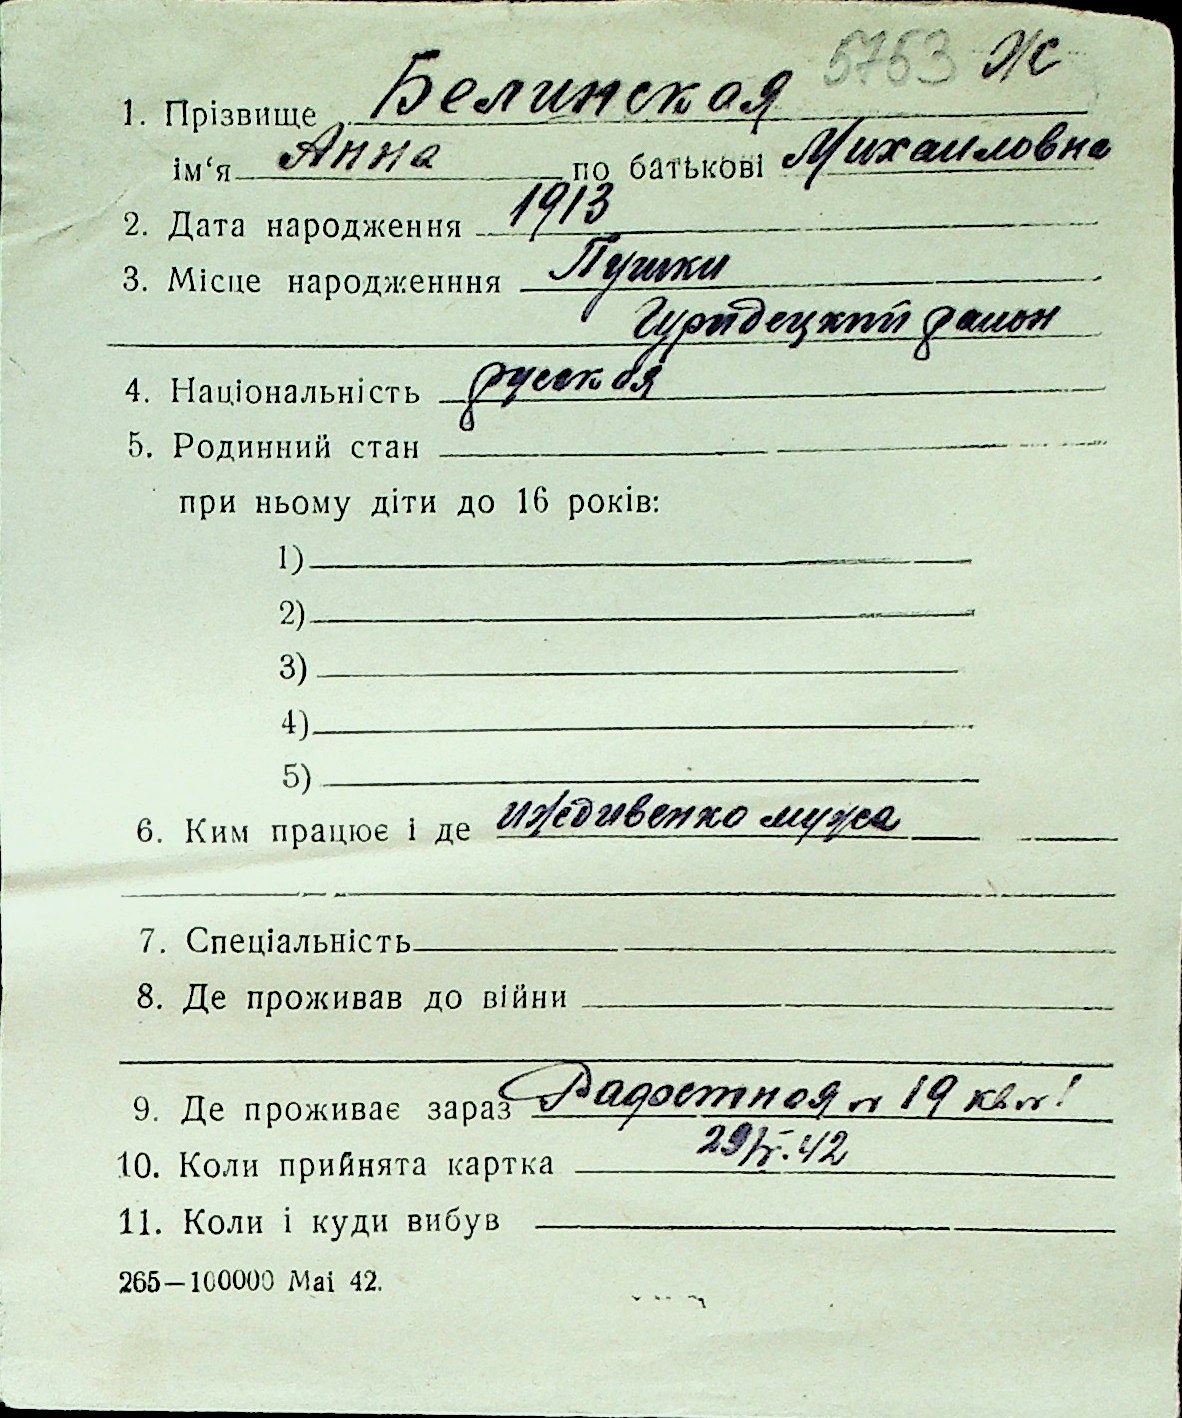 5753 Ж
1. Прізвище Белинская
ім‘я Анна по батькові Михаиловна
2. Дата народження 1913
3. Місце народженння Пушки
район
4. Національність русская
5. Родинний стан
при ньому діти до 16 років:
1)
2)
3)
4)
5)
6. Ким працює і де иждивенко мужа
7. Спеціальність
8. Де проживав до війни
9. Де проживає зараз Радостная 19 кв
10. Коли прийнята картка 29/V.42
11. Коли і куди вибув
265—100000 Mai 42.